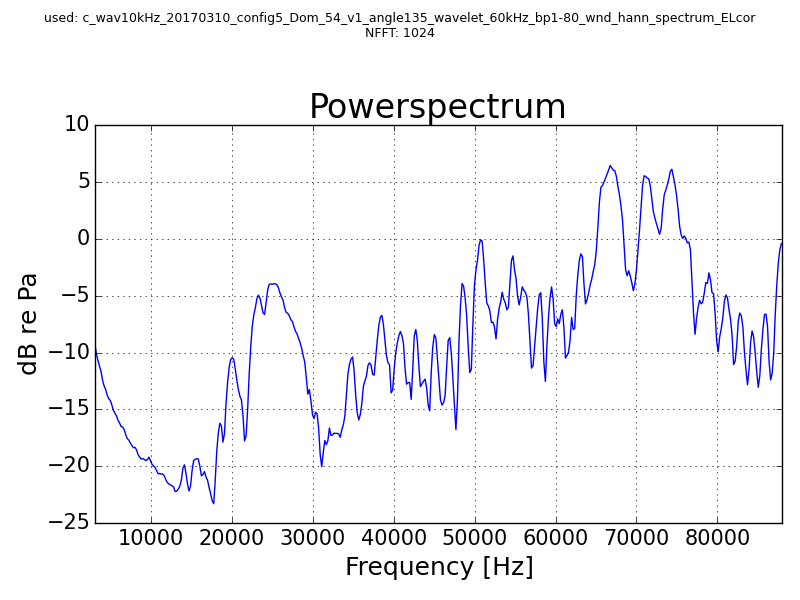 used: c_wav10kHz_20170310_config5_Dom_54_v1_angle135_wavelet_60kHz_bp1-80_wnd_hann_spectrum_ELcor
NFFT: 1024
Powerspectrum
10
5
0
−5
−10
−15
−20
−25
dB re Pa
10000 20000 30000 40000 50000 60000 70000 80000
Frequency [Hz]